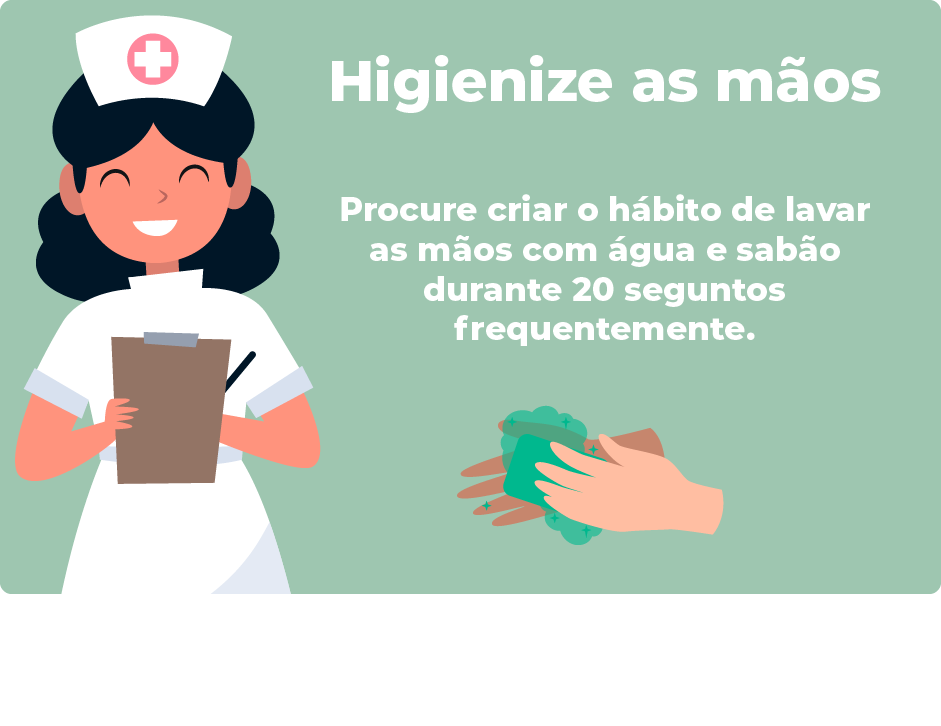 Higienize as mãos
Procure criar o hábito de lavar
as mãos com água e sabão
durante 20 seguntos
frequentemente.